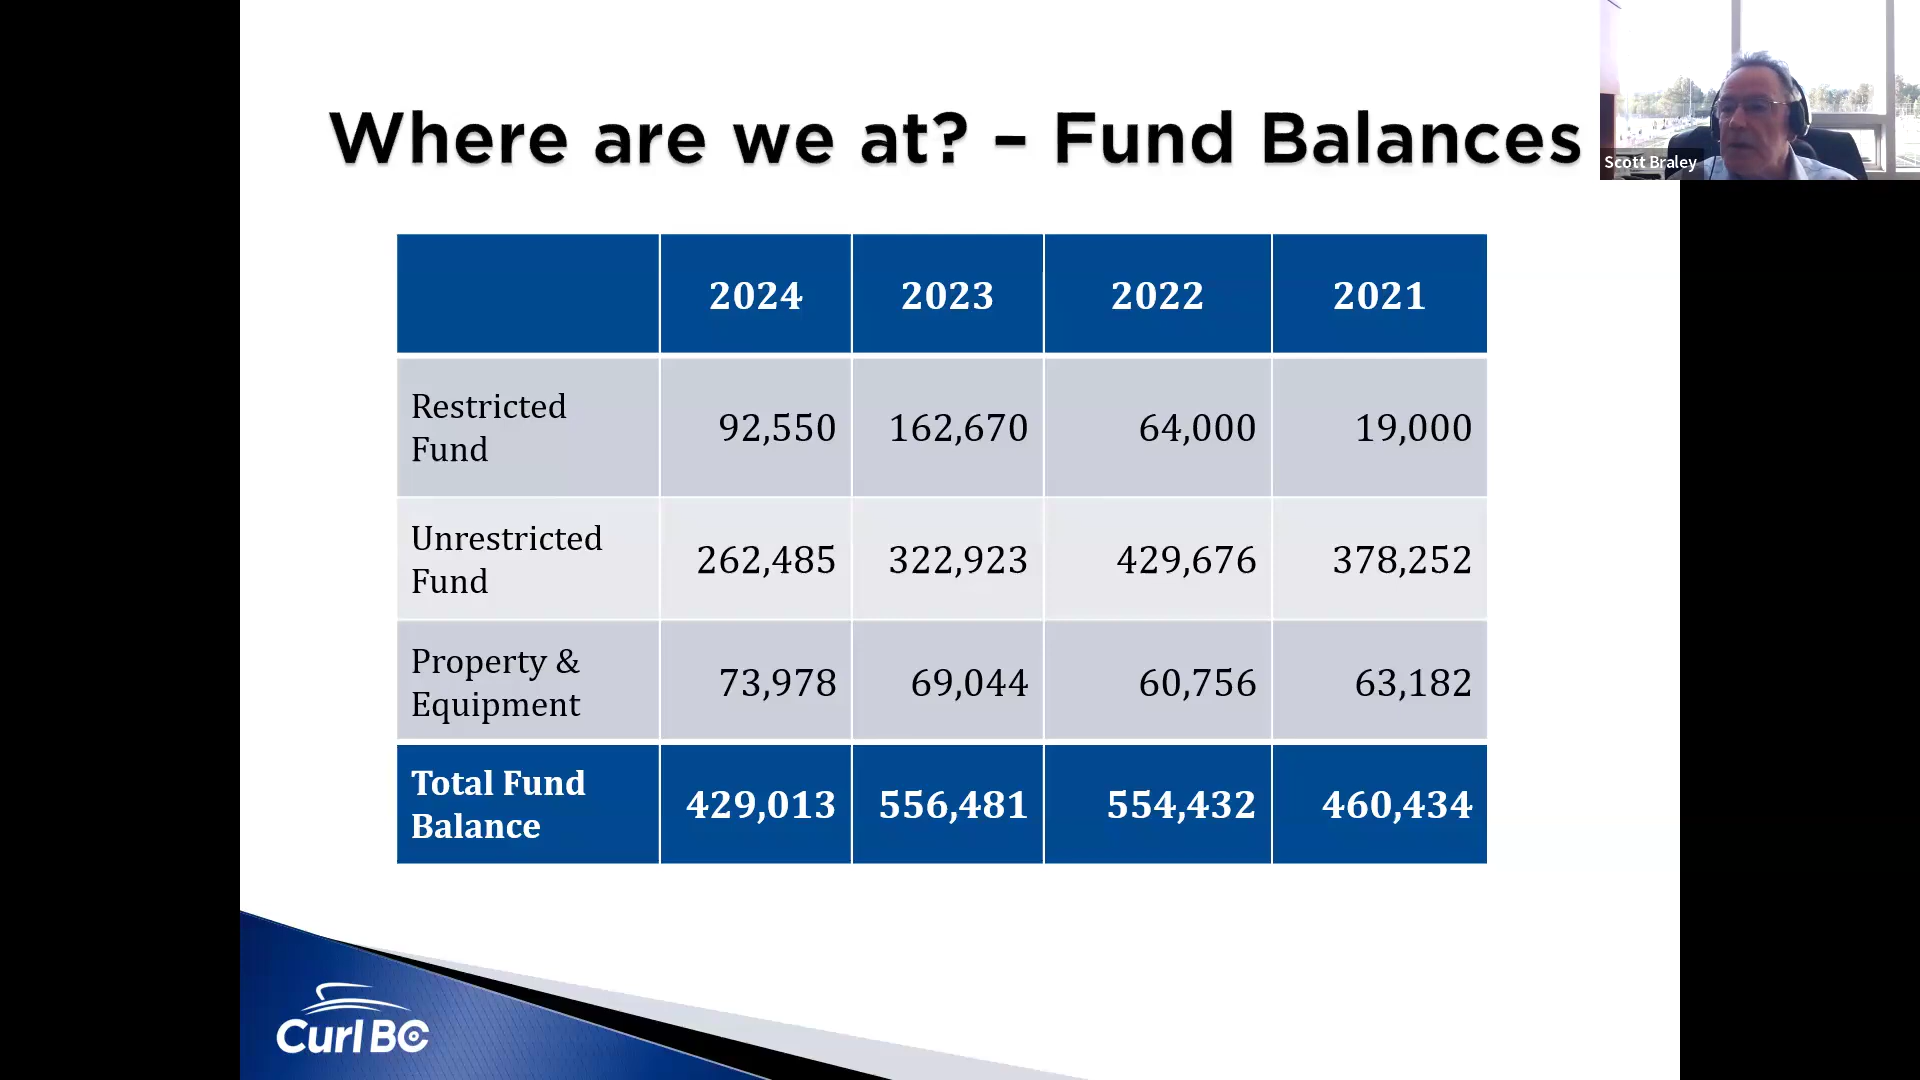 Where are we at? – Fund Balances
Scott Braley
2024 2023 2022 2021
Restricted
Fund
92,550 162,670 64,000 19,000
Unrestricted
Fund
262,485 322,923 429,676 378,252
Property &
Equipment
73,978 69,044 60,756 63,182
Total Fund
Balance
429,013 556,481 554,432 460,434
Curl BC